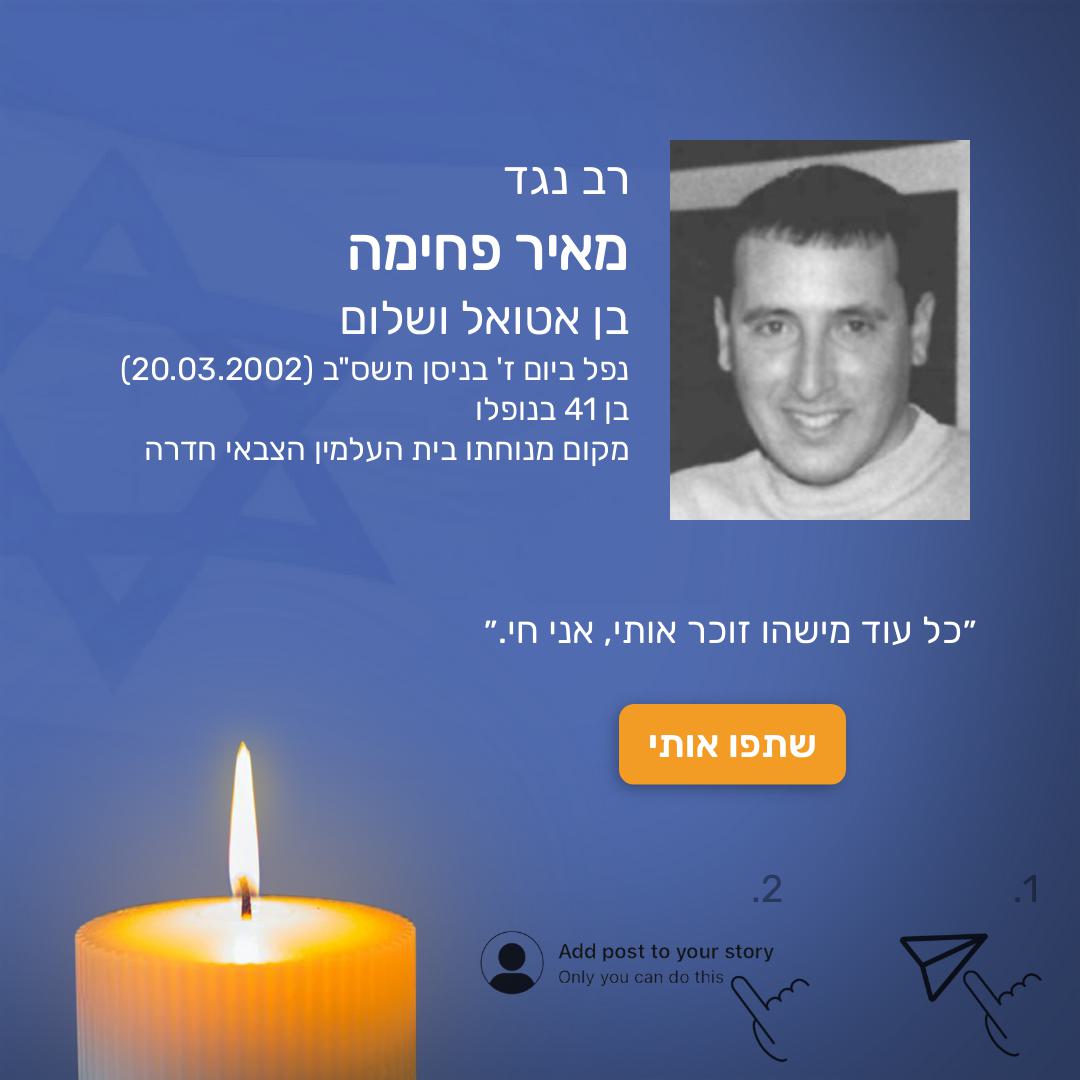 רב נגד
מאיר פחימה
בן אטואל ושלום
נפל ביום ז' בניסן תשס"ב (20.03.2002)
בן 41 בנופלו
מקום מנוחתו בית העלמין הצבאי חדרה
״כל עוד מישהו זוכר אותי, אני חי.״
שתפו אותי
1.
2.
Add post to your story
Only you can do this